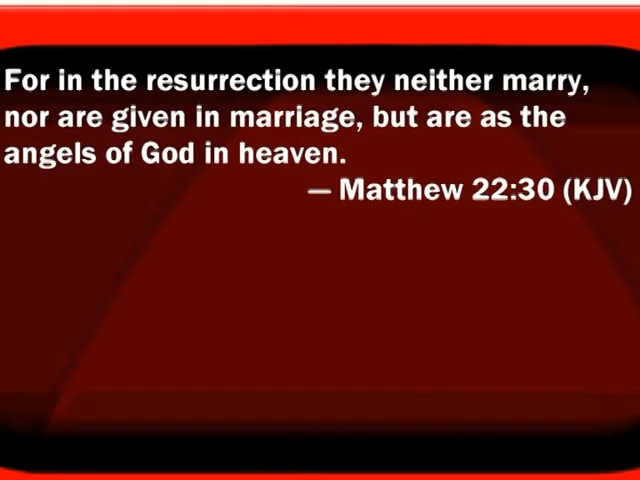 For in the resurrection they neither marry,
nor are given in marriage, but are as the
angels of God in heaven.
— Matthew 22:30 (KJV)